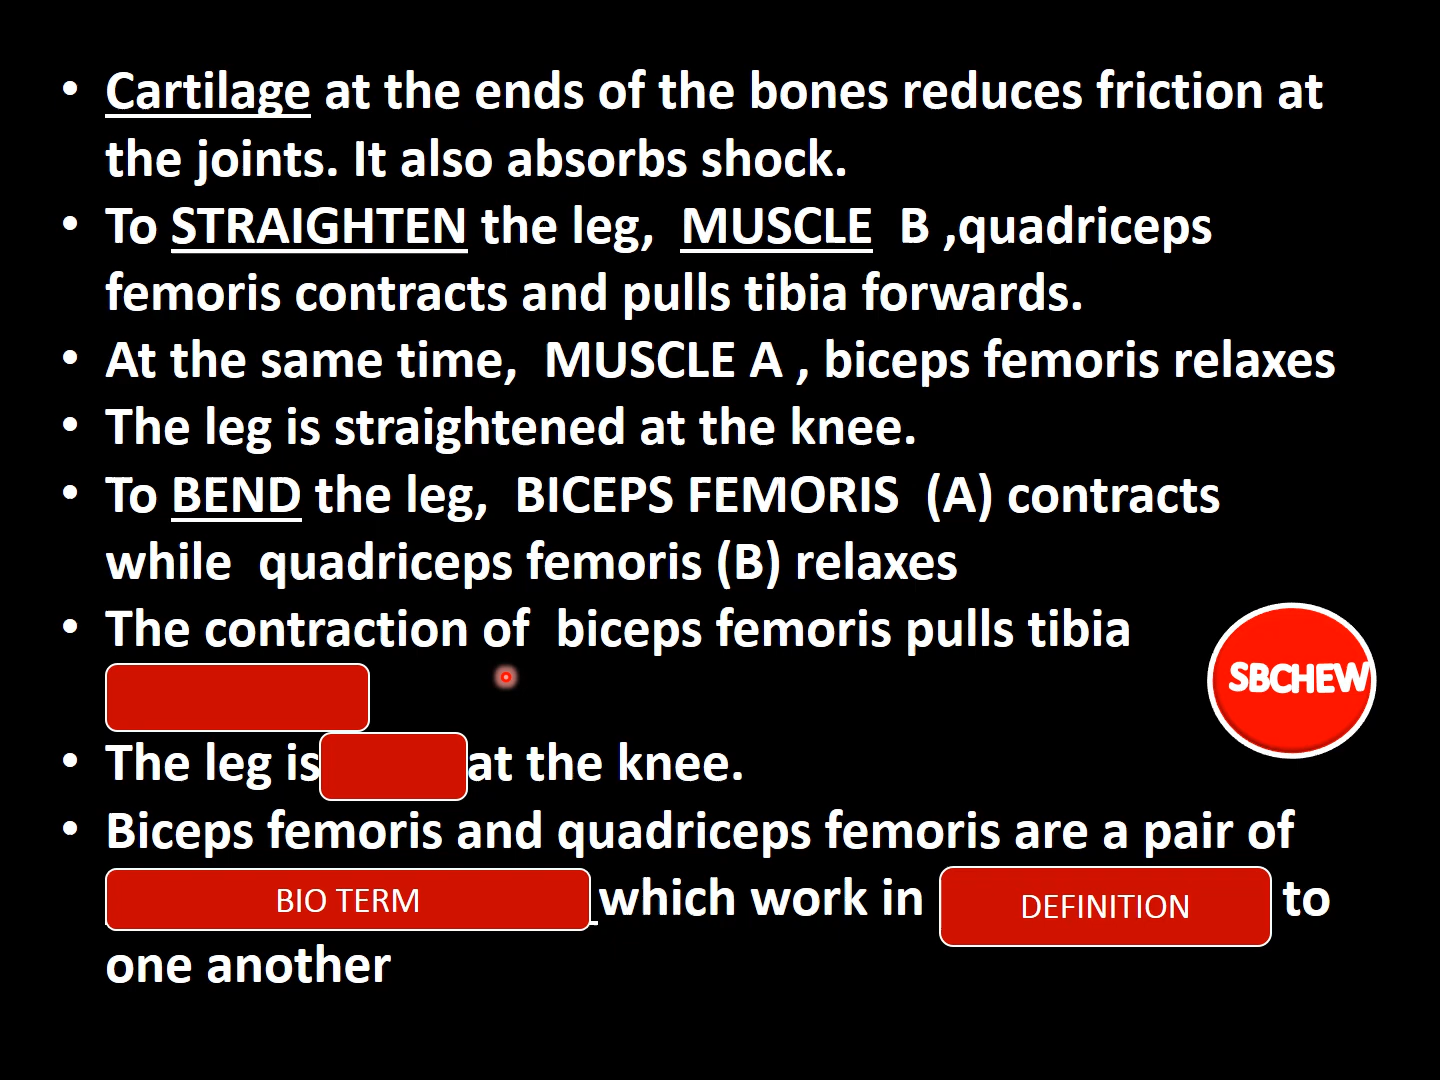 • Cartilage at the ends of the bones reduces friction at
the joints. It also absorbs shock.
• To STRAIGHTEN the leg, MUSCLE B ,quadriceps
femoris contracts and pulls tibia forwards.
• At the same time, MUSCLE A , biceps femoris relaxes
• The leg is straightened at the knee.
• To BEND the leg, BICEPS FEMORIS (A) contracts
while quadriceps femoris (B) relaxes
• The contraction of biceps femoris pulls tibia
SBCHEW
• The leg is at the knee.
• Biceps femoris and quadriceps femoris are a pair of
BIO TERM which work in DEFINITION to
one another